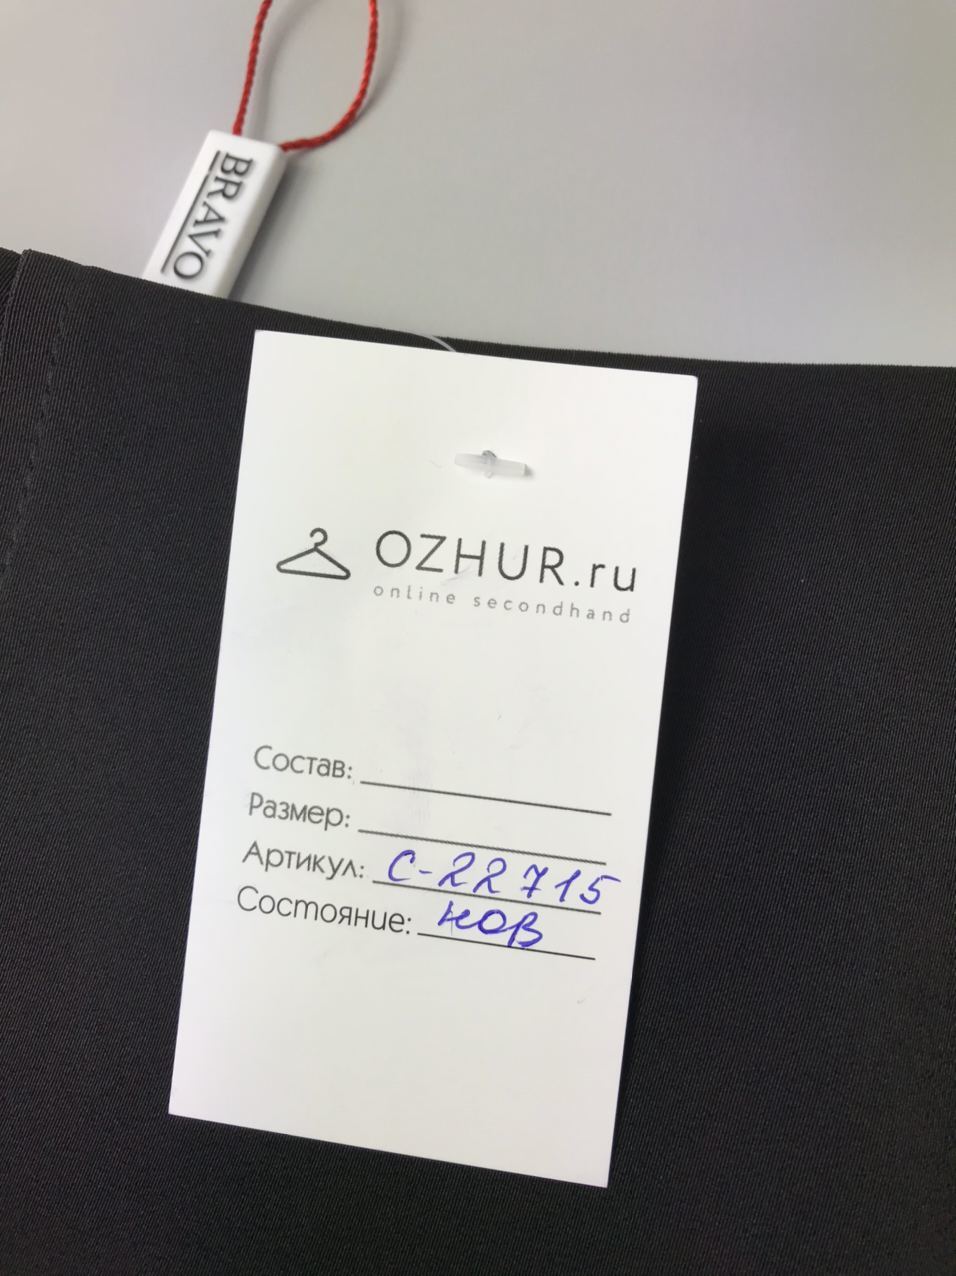 BRAVO
OZHUR.ru
online secondhand
Состав:
Размер:
Артикул: С-22715
Состояние: нов